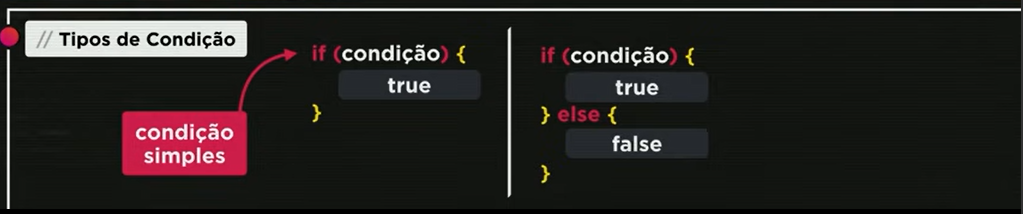 // Tipos de Condição
condição
simples
if (condição) {
true
}
if (condição) {
true
} else {
false
}